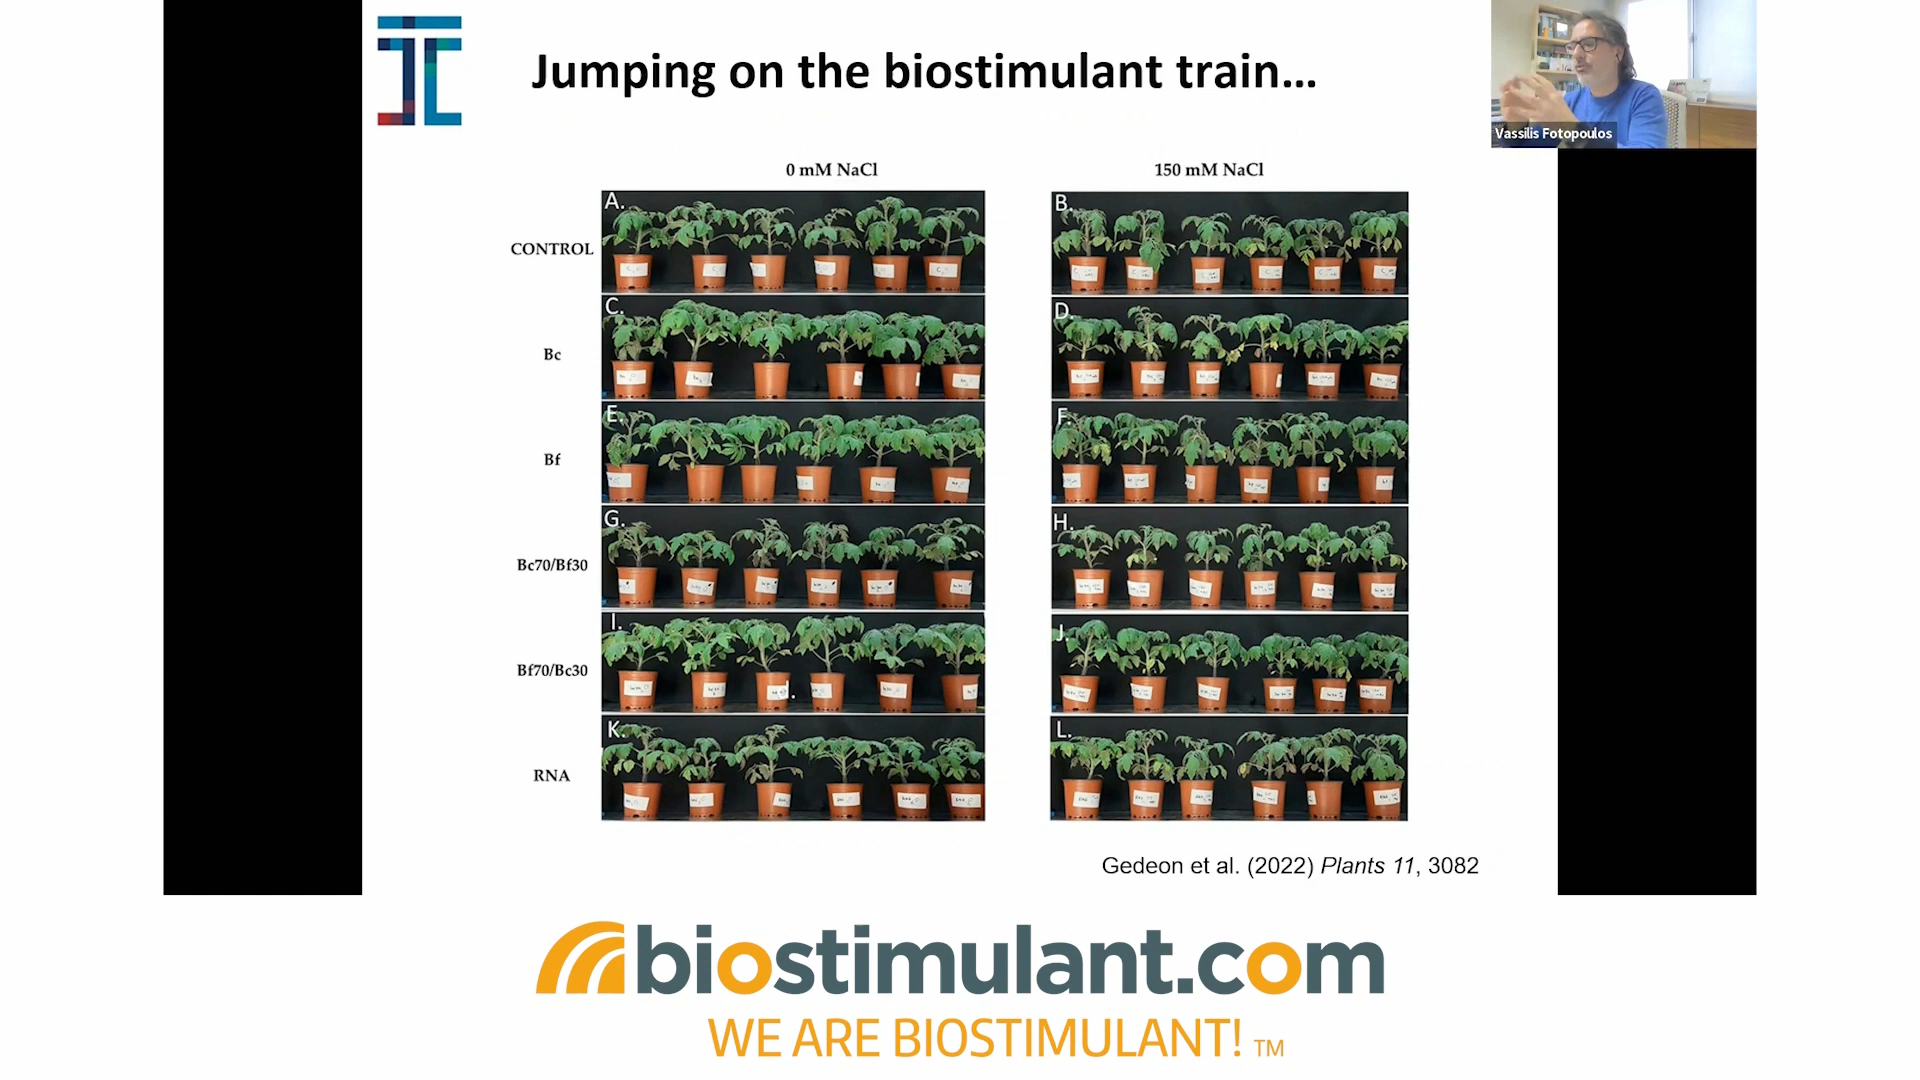 Jumping on the biostimulant train...
Vassilis Fotopoulos
0 mM NaCl
150 mM NaCl
CONTROL
A.
B.
Bc
C.
D.
Bf
E.
F.
Bc70/Bf30
G.
H.
Bf70/Bc30
I.
J.
RNA
K.
L.
Gedeon et al. (2022) Plants 11, 3082
biostimulant.com
WE ARE BIOSTIMULANT! TM